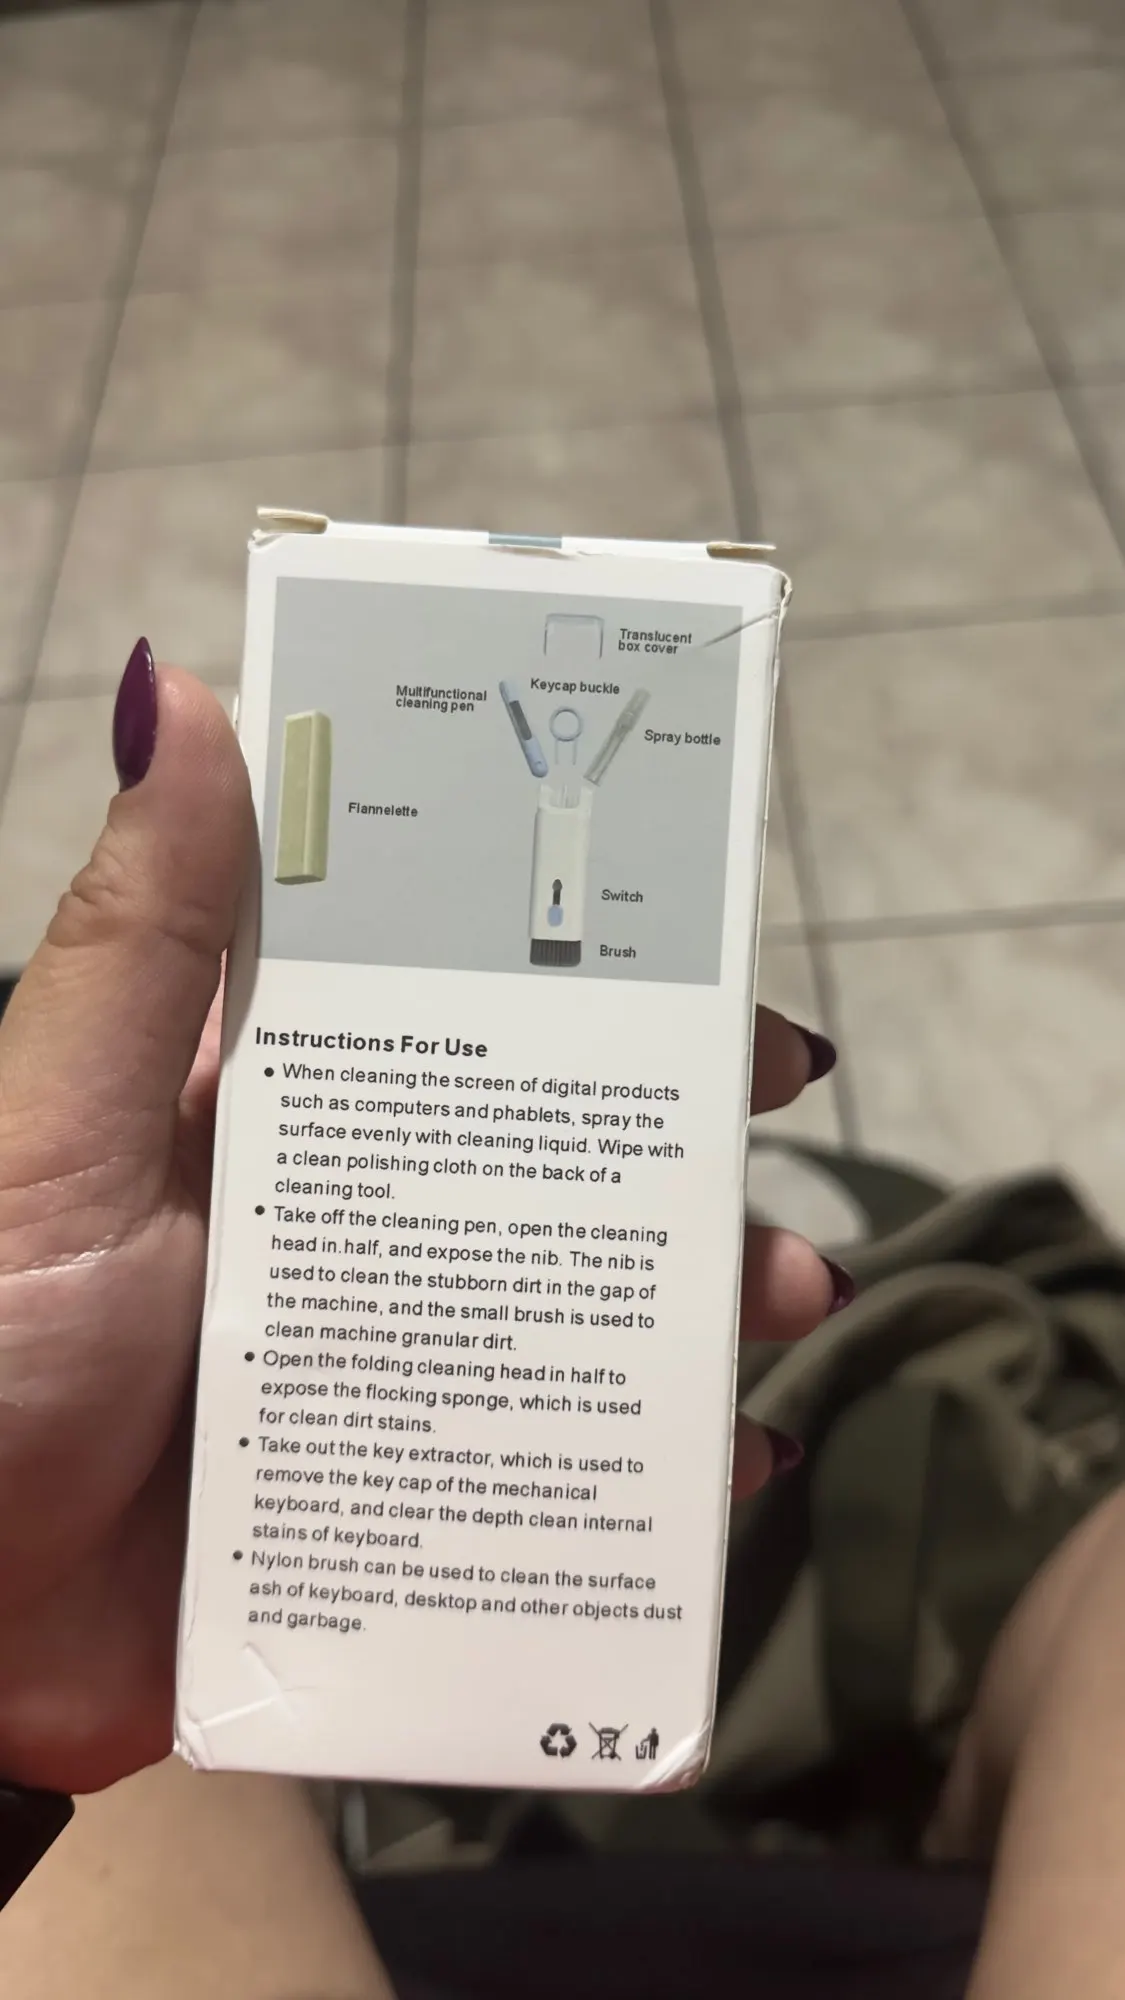 Translucent
box cover
Keycap buckle
Multifunctional
cleaning pen
Spray bottle
Flannelette
Switch
Brush
Instructions For Use
● When cleaning the screen of digital products
such as computers and phablets, spray the
surface evenly with cleaning liquid. Wipe with
a clean polishing cloth on the back of a
cleaning tool.
● Take off the cleaning pen, open the cleaning
head in.half, and expose the nib. The nib is
used to clean the stubborn dirt in the gap of
the machine, and the small brush is used to
clean machine granular dirt.
● Open the folding cleaning head in half to
expose the flocking sponge, which is used
for clean dirt stains.
● Take out the key extractor, which is used to
remove the key cap of the mechanical
keyboard, and clear the depth clean internal
stains of keyboard.
● Nylon brush can be used to clean the surface
ash of keyboard, desktop and other objects dust
and garbage.